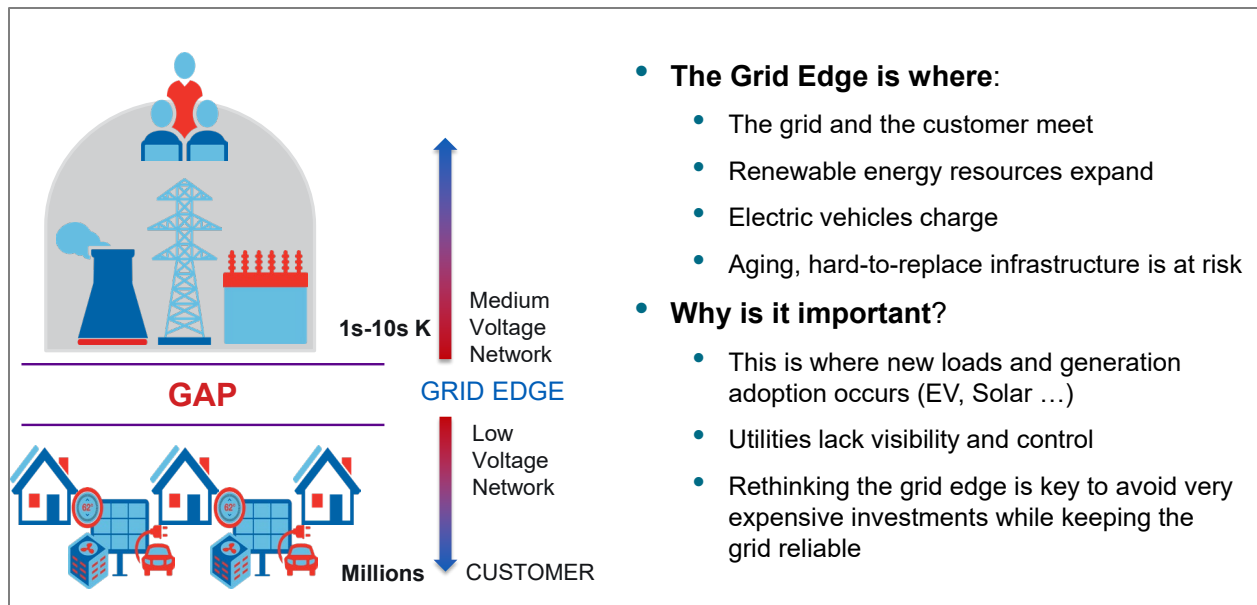 1s-10s K
Medium
Voltage
Network
GAP
GRID EDGE
Low
Voltage
Network
62°
62°
Millions
CUSTOMER
• The Grid Edge is where:
• The grid and the customer meet
• Renewable energy resources expand
• Electric vehicles charge
• Aging, hard-to-replace infrastructure is at risk
• Why is it important?
• This is where new loads and generation
adoption occurs (EV, Solar …)
• Utilities lack visibility and control
• Rethinking the grid edge is key to avoid very
expensive investments while keeping the
grid reliable